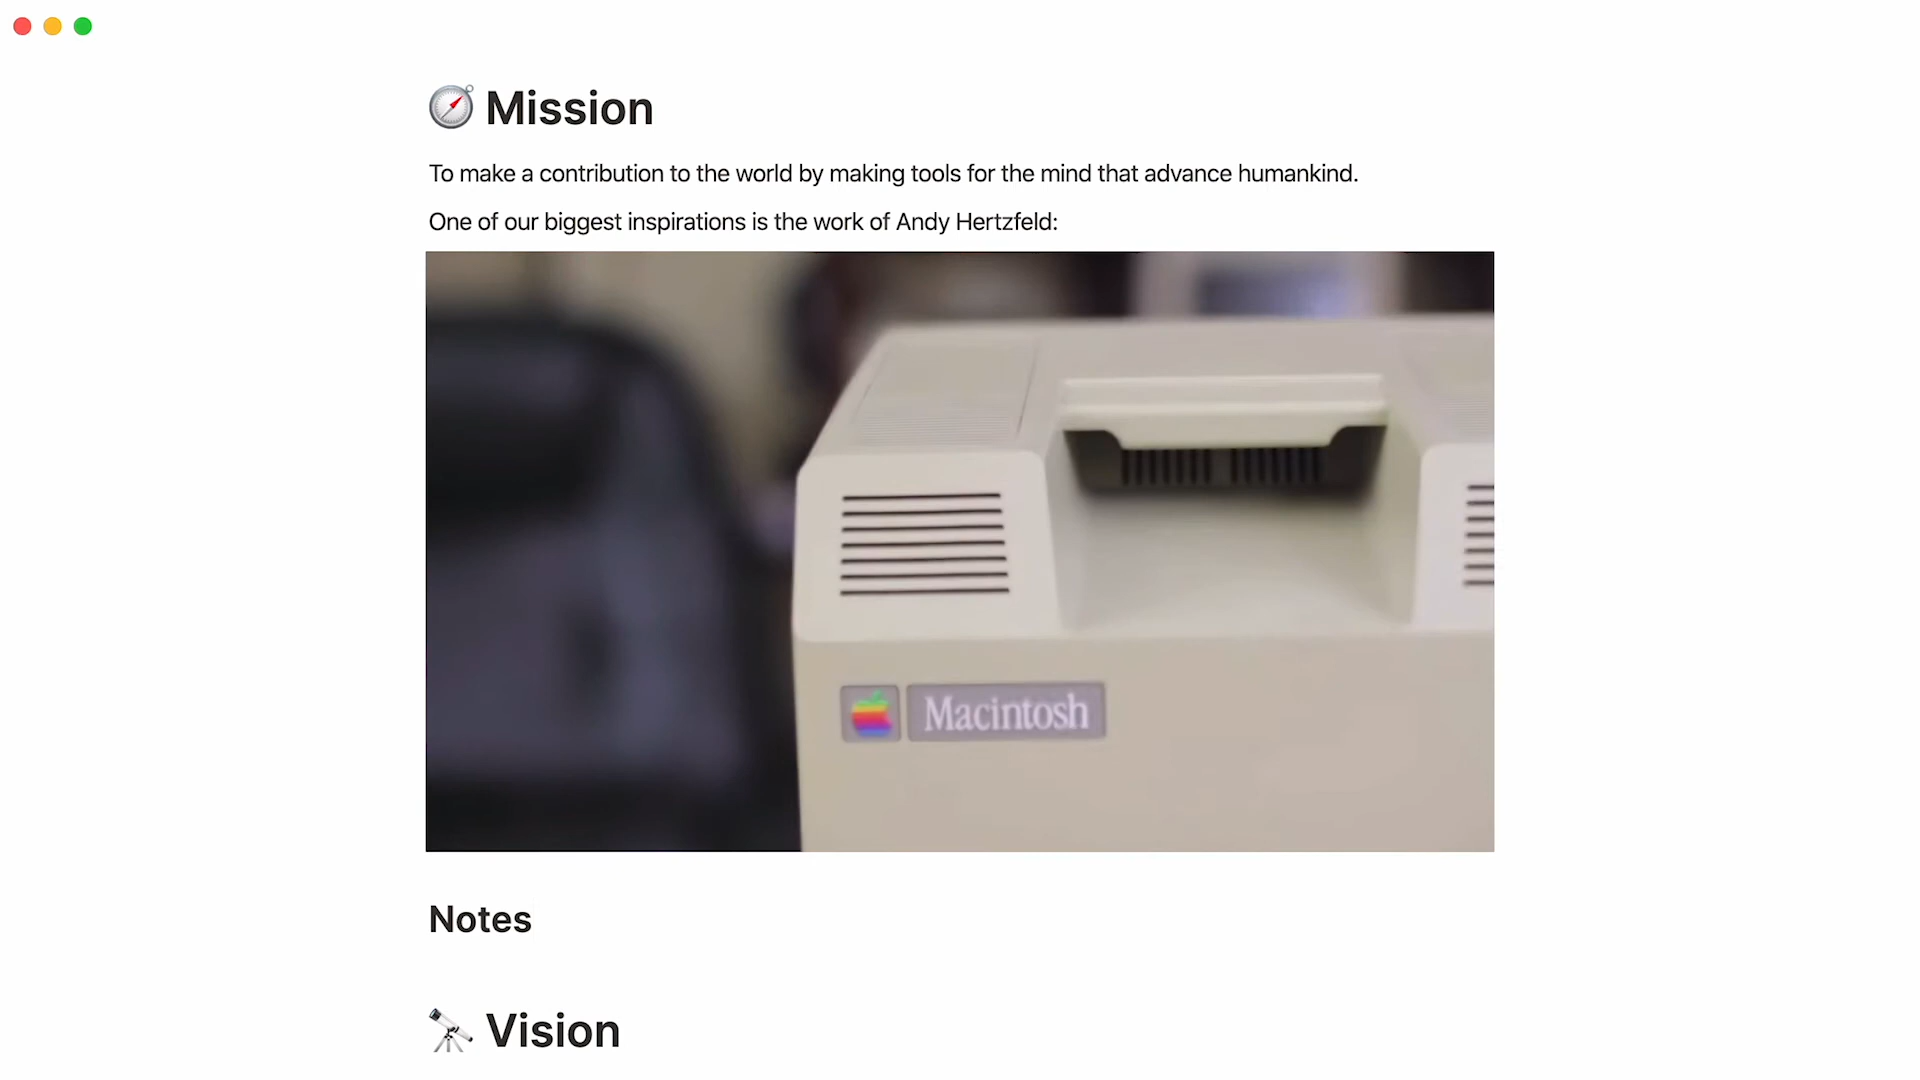 Mission
To make a contribution to the world by making tools for the mind that advance humankind.
One of our biggest inspirations is the work of Andy Hertzfeld:
Macintosh
Notes
Vision